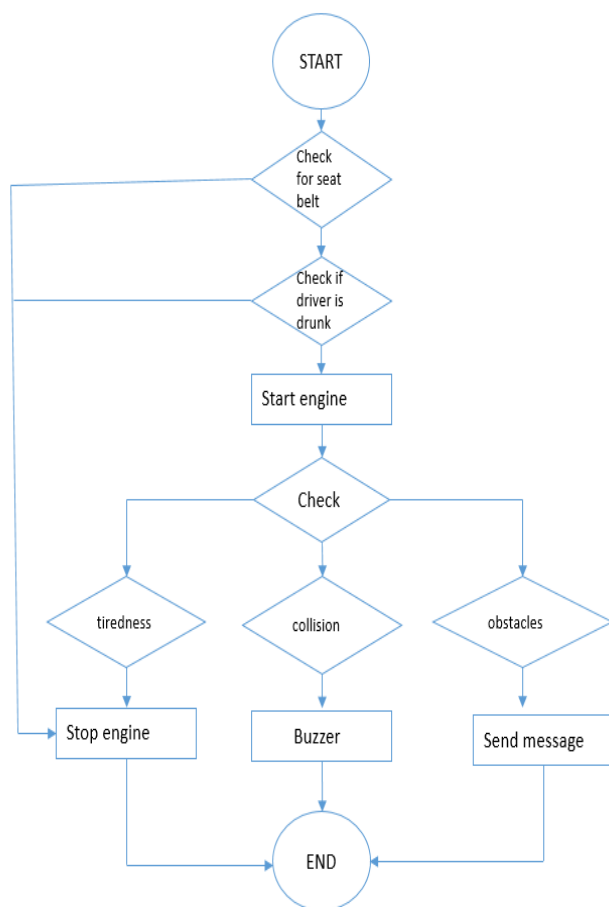 START
Check
for seat
belt
Check if
driver is
drunk
Start engine
Check
tiredness
collision
obstacles
Stop engine
Buzzer
Send message
END